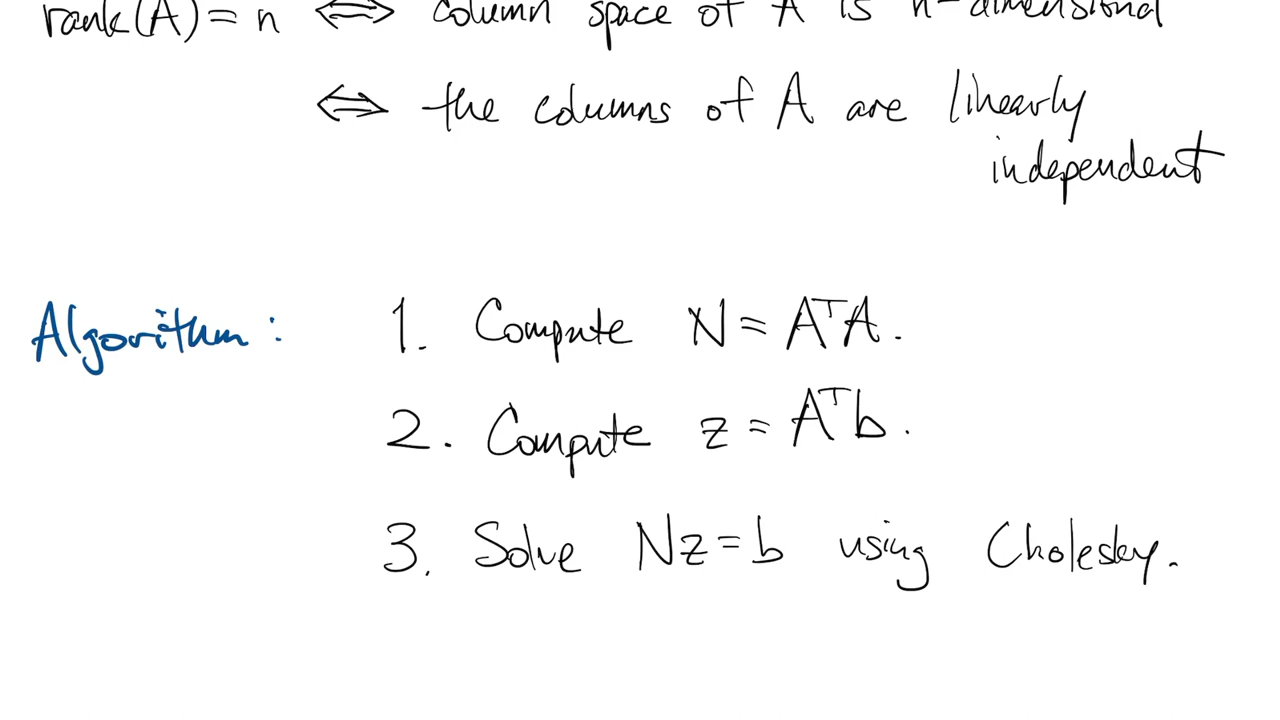 rank(A) = n ⟺ column space of A is n-dimensional
⟺ the columns of A are linearly
independent
Algorithm: 1. Compute N = AᵀA.
2. Compute z = Aᵀb.
3. Solve Nz = b using Cholesky.